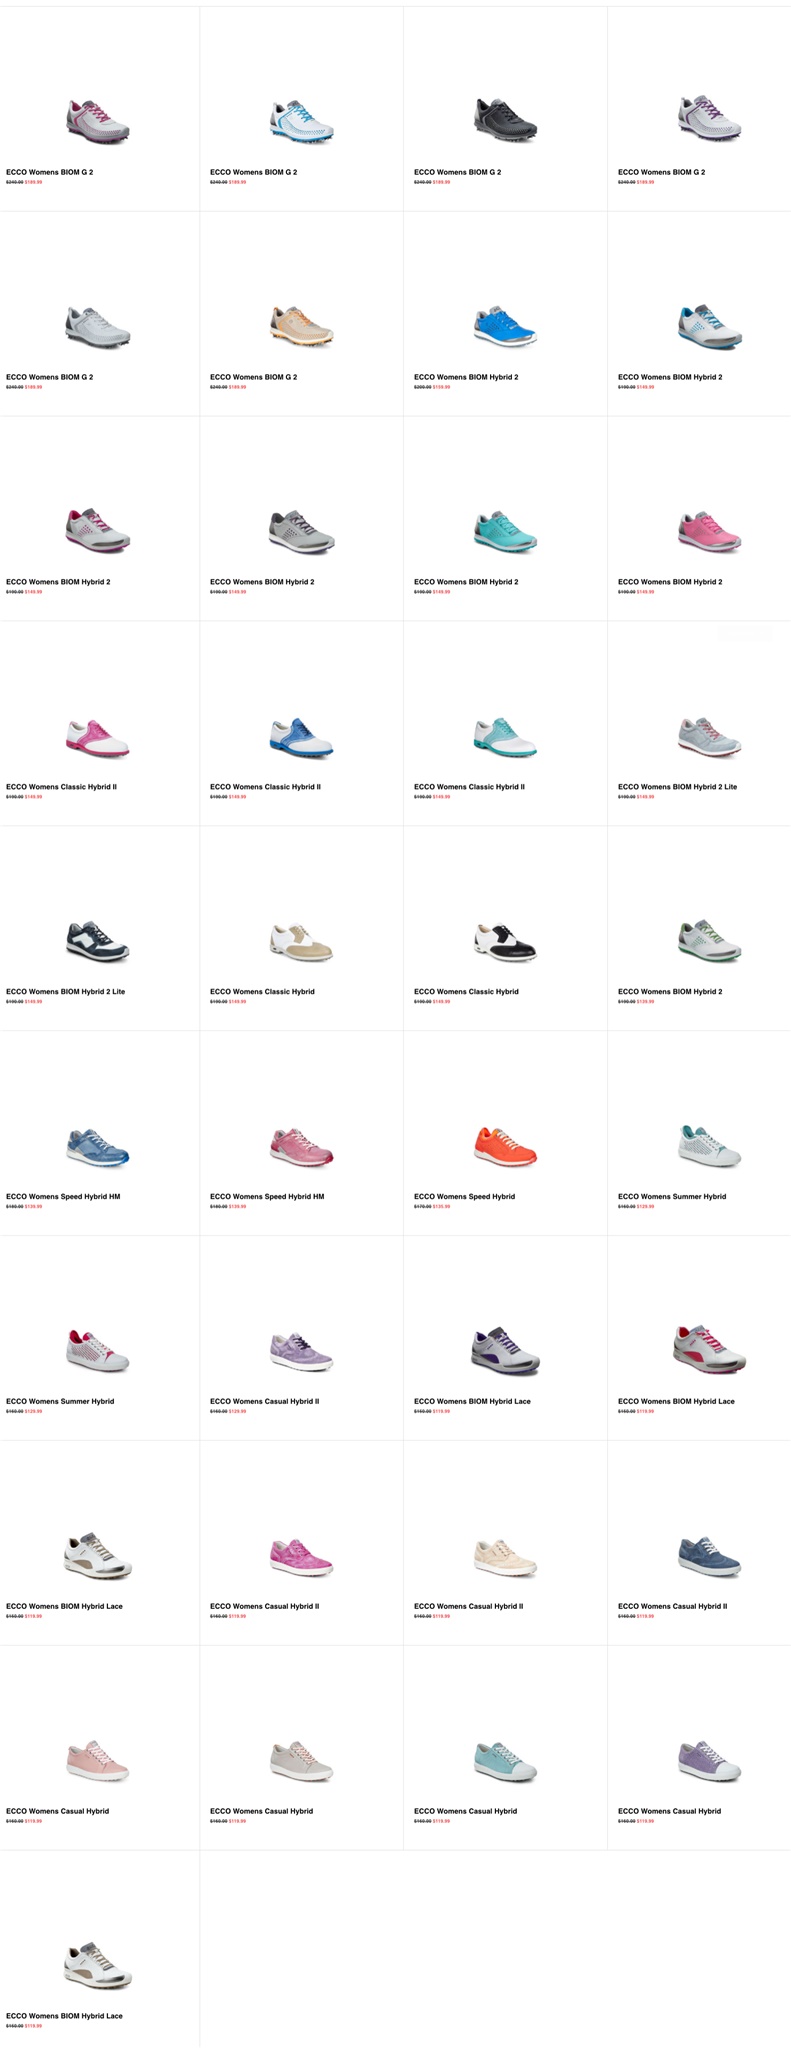 ECCO Womens BIOM G 2
$240.00 $189.99
ECCO Womens BIOM G 2
$240.00 $189.99
ECCO Womens BIOM G 2
$240.00 $189.99
ECCO Womens BIOM G 2
$240.00 $189.99
ECCO Womens BIOM G 2
$240.00 $189.99
ECCO Womens BIOM G 2
$240.00 $189.99
ECCO Womens BIOM Hybrid 2
$200.00 $159.99
ECCO Womens BIOM Hybrid 2
$190.00 $149.99
ECCO Womens BIOM Hybrid 2
$190.00 $149.99
ECCO Womens BIOM Hybrid 2
$190.00 $149.99
ECCO Womens BIOM Hybrid 2
$190.00 $149.99
ECCO Womens BIOM Hybrid 2
$190.00 $149.99
ECCO Womens Classic Hybrid II
$190.00 $149.99
ECCO Womens Classic Hybrid II
$190.00 $149.99
ECCO Womens Classic Hybrid II
$190.00 $149.99
ECCO Womens BIOM Hybrid 2 Lite
$190.00 $149.99
ECCO Womens BIOM Hybrid 2 Lite
$190.00 $149.99
ECCO Womens Classic Hybrid
$190.00 $149.99
ECCO Womens Classic Hybrid
$190.00 $149.99
ECCO Womens BIOM Hybrid 2
$190.00 $139.99
ECCO Womens Speed Hybrid HM
$180.00 $139.99
ECCO Womens Speed Hybrid HM
$180.00 $139.99
ECCO Womens Speed Hybrid
$170.00
ECCO Womens Summer Hybrid
$160.00 $129.99
ECCO Womens Summer Hybrid
$160.00 $129.99
ECCO Womens Casual Hybrid II
$160.00 $129.99
ECCO Womens BIOM Hybrid Lace
$160.00 $119.99
ECCO Womens BIOM Hybrid Lace
$160.00 $119.99
ECCO Womens BIOM Hybrid Lace
$160.00 $119.99
ECCO Womens Casual Hybrid II
$160.00 $119.99
ECCO Womens Casual Hybrid II
$160.00 $119.99
ECCO Womens Casual Hybrid II
$160.00 $119.99
ECCO Womens Casual Hybrid
$160.00 $119.99
ECCO Womens Casual Hybrid
$160.00 $119.99
ECCO Womens Casual Hybrid
$160.00 $119.99
ECCO Womens Casual Hybrid
$160.00 $119.99
ECCO Womens BIOM Hybrid Lace
$160.00 $119.99